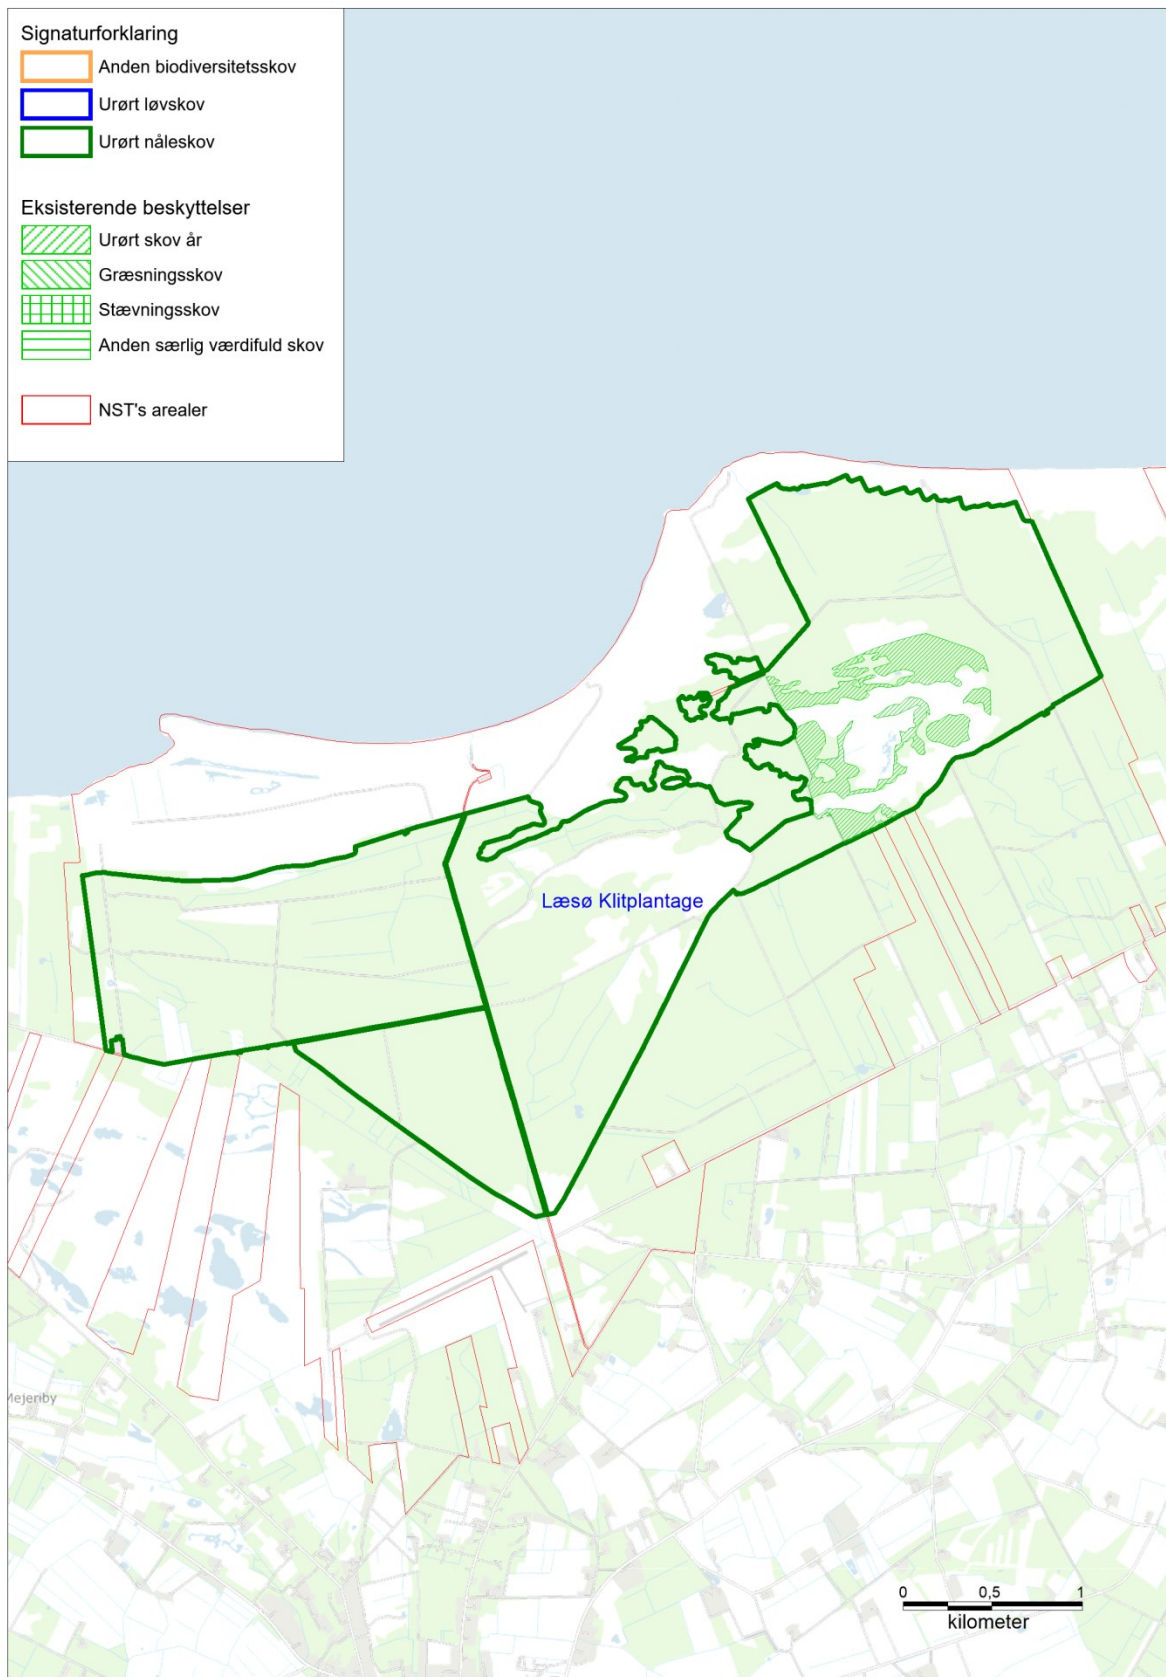 Signaturforklaring
Anden biodiversitetsskov
Urørt løvskov
Urørt nåleskov
Eksisterende beskyttelser
Urørt skov år
Græsningsskov
Stævningsskov
Anden særlig værdifuld skov
NST's arealer
Læsø Klitplantage
Mejeriby
0 0,5 1
kilometer